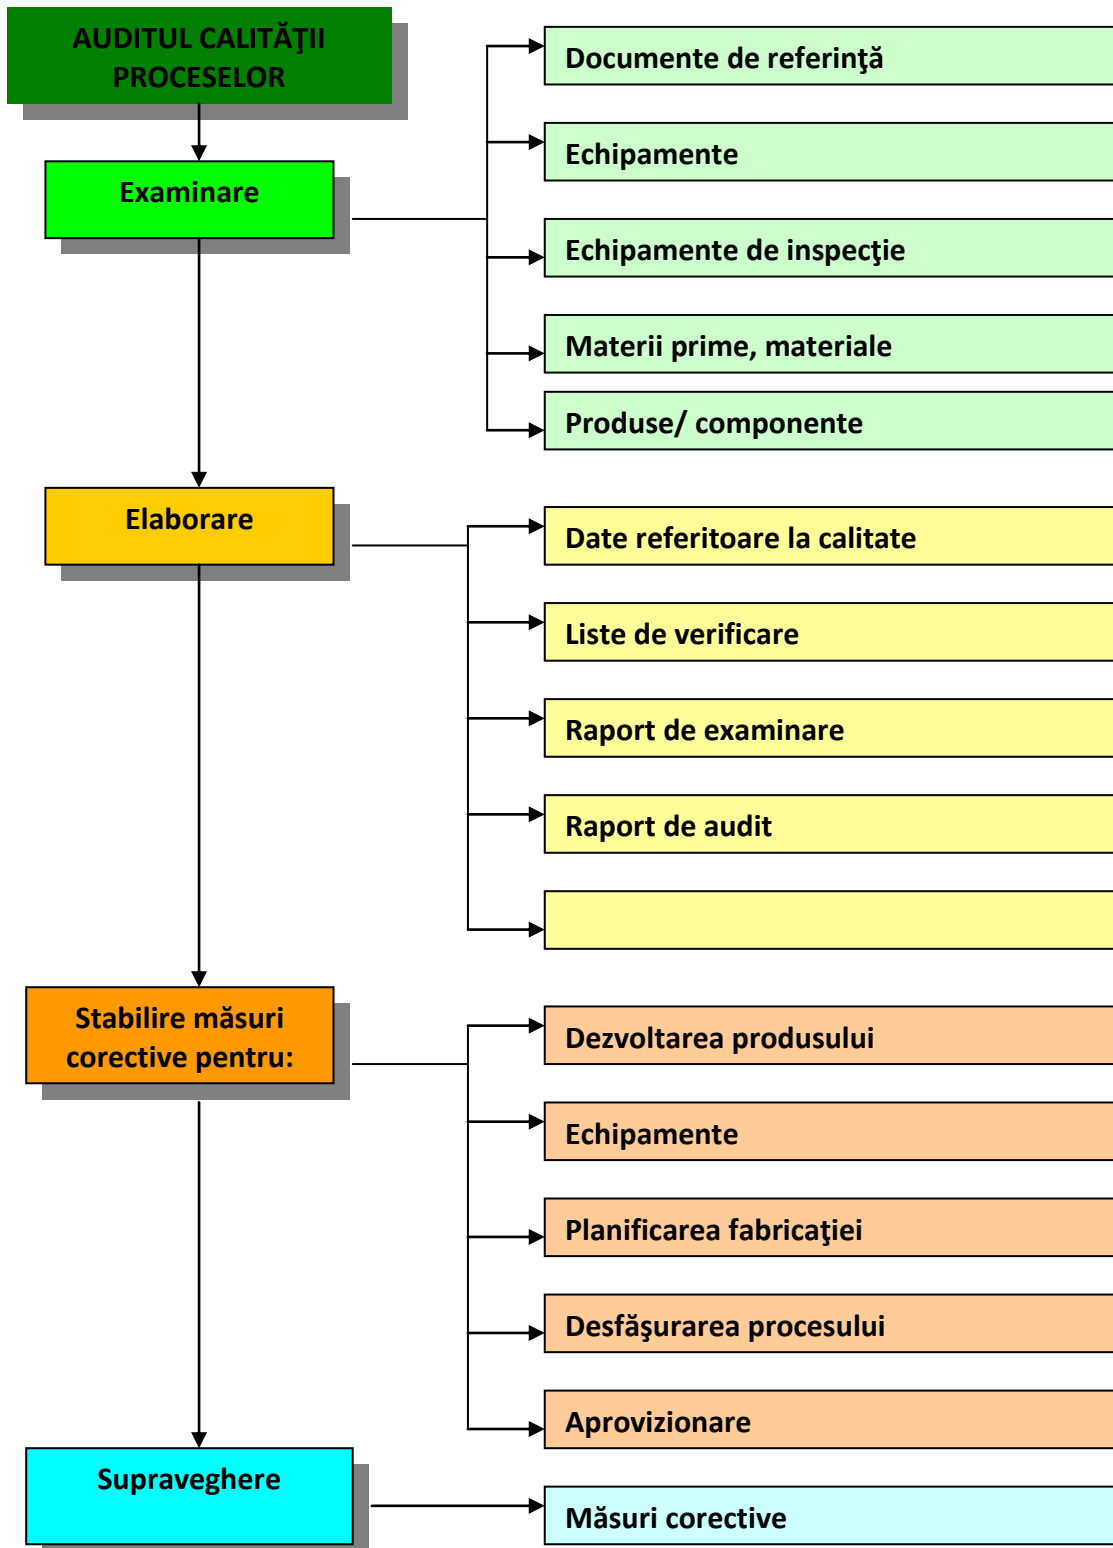 AUDITUL CALITĂŢII
PROCESELOR
Examinare
Documente de referinţă
Echipamente
Echipamente de inspecţie
Materii prime, materiale
Produse/ componente
Elaborare
Date referitoare la calitate
Liste de verificare
Raport de examinare
Raport de audit
Stabilire măsuri
corective pentru:
Dezvoltarea produsului
Echipamente
Planificarea fabricaţiei
Desfăşurarea procesului
Aprovizionare
Supraveghere
Măsuri corective